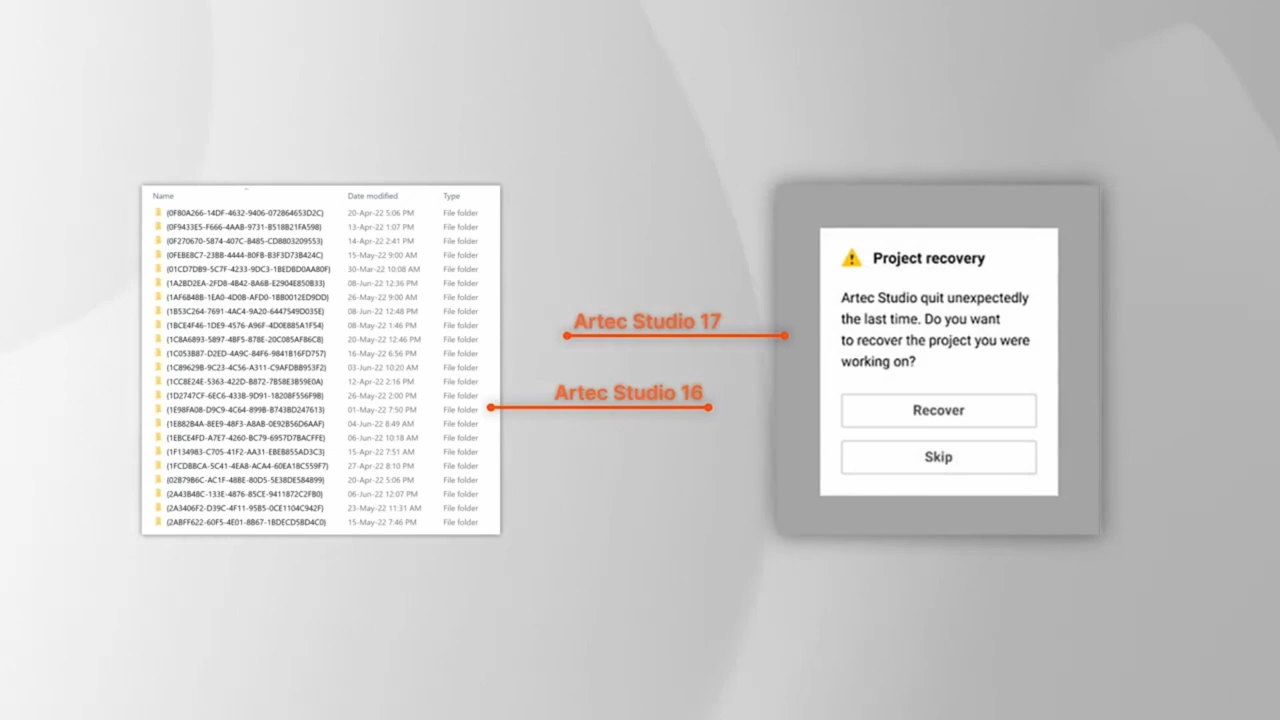 Name Date modified Type
{0F80A266-14DF-4632-9406-072864653D2C} 20-Apr-22 5:06 PM File folder
{0F9433E5-F666-4AAB-9731-B518B21FA598} 13-Apr-22 1:07 PM File folder
{0F270670-5874-407C-B485-CD8803209553} 14-Apr-22 2:41 PM File folder
{0FEBE8C7-23BB-4444-80FB-B3F3D73B424C} 15-May-22 9:00 AM File folder
{01CD7DB9-5C7F-4233-9DC3-1BEDBD0AA80F} 30-Mar-22 10:08 AM File folder
{1A2BD2EA-2FD8-4B42-8A6B-E2904E850B33} 08-Jun-22 12:36 PM File folder
{1AF6848B-1EA0-4D0B-AFD0-1BB0012ED9DD} 26-May-22 9:00 AM File folder
{1B53C264-7691-4AC4-9A20-6447549D035E} 08-Jun-22 12:48 PM File folder
{1BCE4F46-1DE9-4576-A96F-4D0E885A1F54} 08-May-22 1:46 PM File folder
{1C8A6893-5897-4BF5-878E-20C085AFB6C8} 20-May-22 12:46 PM File folder
{1C053B87-D2ED-4A9C-84F6-9841B16FD757} 16-May-22 6:56 PM File folder
{1C89629B-9C23-4C56-A311-C9AFDBB953F2} 03-Jun-22 10:20 AM File folder
{1CC8E24E-5363-422D-B872-7B58E3B59E0A} 12-Apr-22 2:16 PM File folder
{1D2747CF-6EC6-433B-9D91-18208F556F9B} 26-May-22 2:00 PM File folder
{1E98FA08-D9C9-4C64-899B-B743BD247613} 01-May-22 7:50 PM File folder
{1E882B4A-8EE9-48F3-A8AB-0E92B56D6AAF} 04-Jun-22 8:49 AM File folder
{1EBCE4FD-A7E7-4260-BC79-6957D7BACFFE} 06-Jun-22 10:18 AM File folder
{1F134983-C705-41F2-AA31-EBEB855AD3C3} 15-Apr-22 7:51 AM File folder
{1FCDBBCA-5C41-4EA8-ACA4-60EA18C559F7} 27-Apr-22 8:10 PM File folder
{02B79B6C-AC1F-48BE-80D5-5E38DE584899} 20-Apr-22 5:06 PM File folder
{2A43B48C-133E-4876-85CE-9411872C2FB0} 06-Jun-22 12:07 PM File folder
{2A3406F2-D39C-4F11-95B5-0CE1104C942F} 23-May-22 11:31 AM File folder
{2ABFF622-60F5-4E01-8B67-1BDECD5BD4C0} 15-May-22 7:46 PM File folder
Artec Studio 17
Artec Studio 16
Project recovery
Artec Studio quit unexpectedly
the last time. Do you want
to recover the project you were
working on?
Recover
Skip